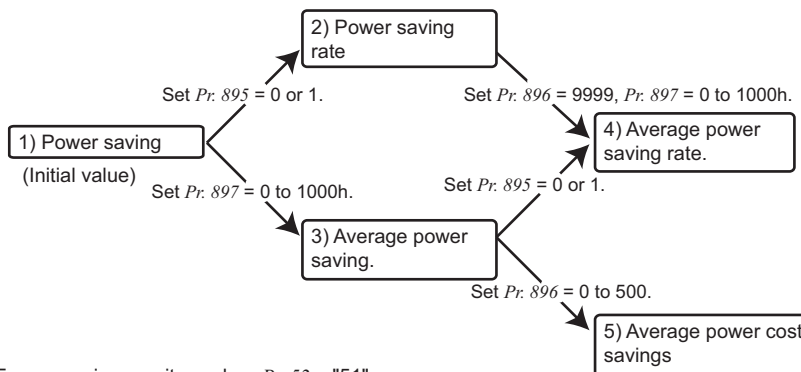 2) Power saving
rate
Set Pr. 895 = 0 or 1.
Set Pr. 896 = 9999, Pr. 897 = 0 to 1000h.
1) Power saving
(Initial value)
4) Average power
saving rate.
Set Pr. 897 = 0 to 1000h.
Set Pr. 895 = 0 or 1.
3) Average power
saving.
Set Pr. 896 = 0 to 500.
5) Average power cost
savings
"51"